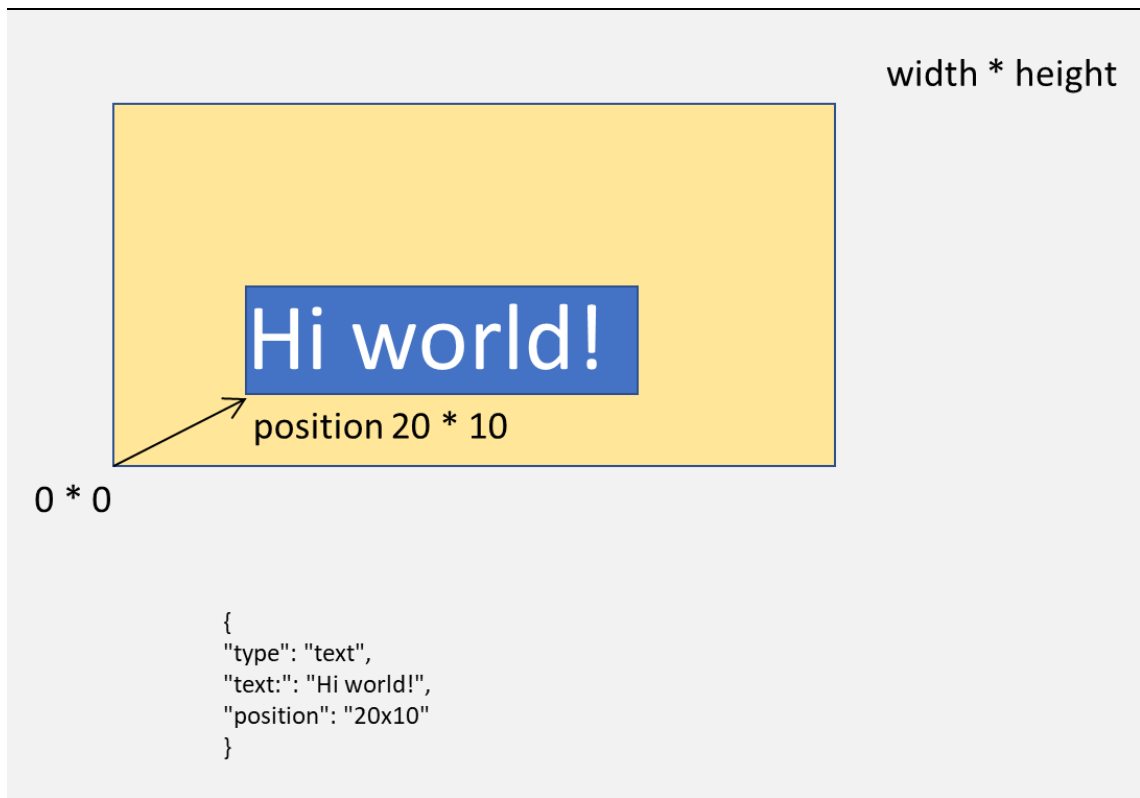 width * height
Hi world!
position 20 * 10
0 * 0
{
"type": "text",
"text:": "Hi world!",
"position": "20x10"
}